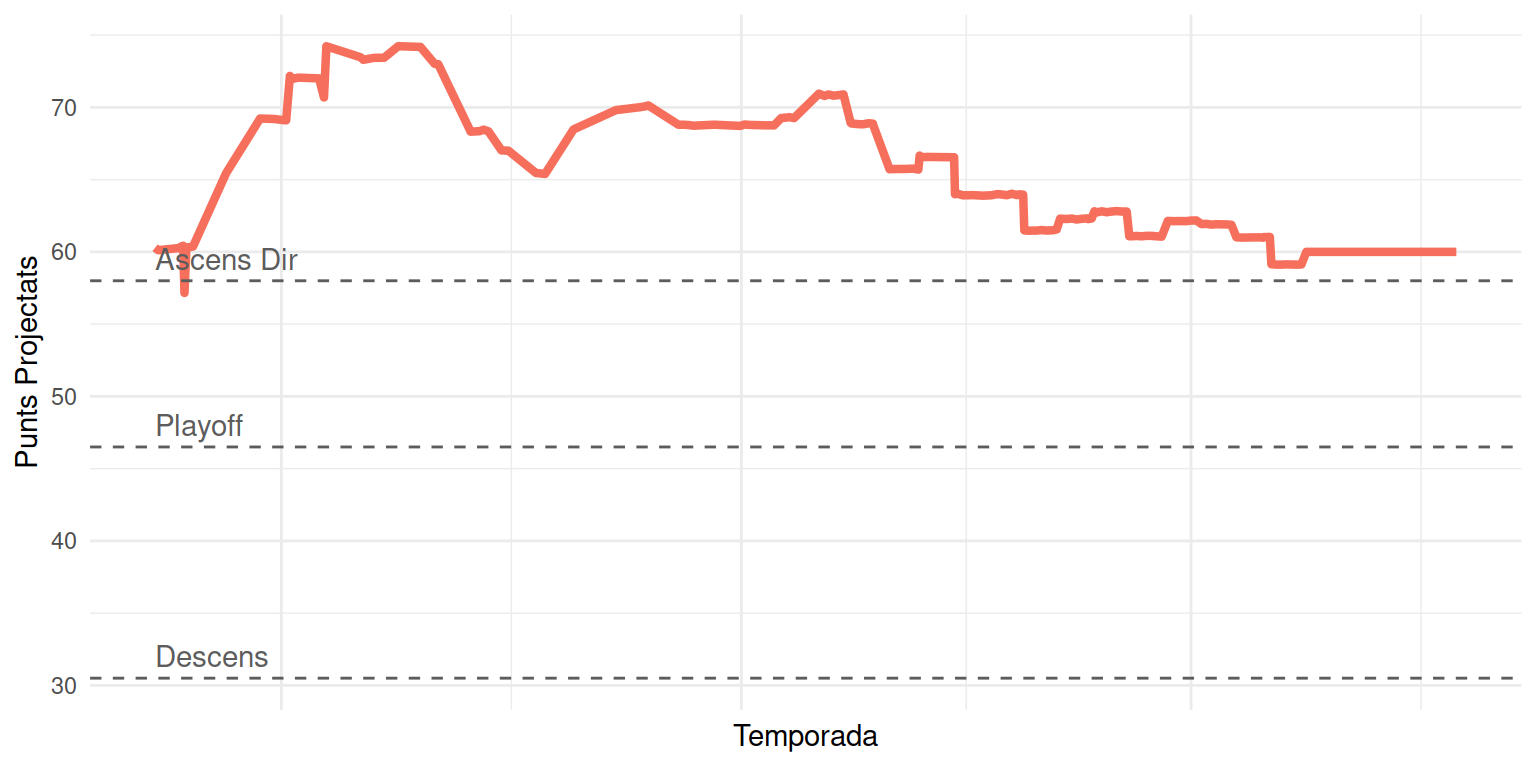 70
60
Ascens Dir
50
Playoff
40
Descens
30
Punts Projectats
Temporada